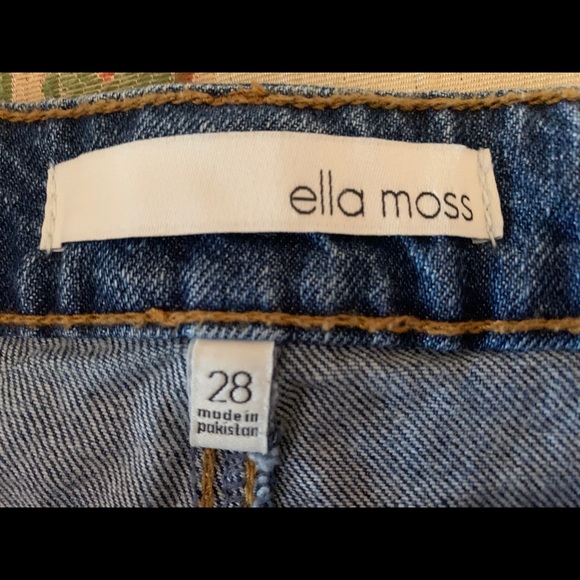 ella moss
28
made in
pakistan